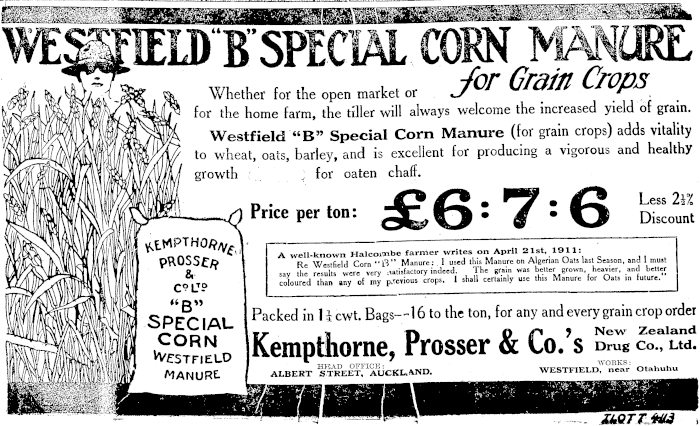 WESTFIELD "B" SPECIAL CORN MANURE
for Grain Crops
Whether for the open market or
for the home farm, the tiller will always welcome the increased yield of grain.
Westfield "B" Special Corn Manure (for grain crops) adds vitality
to wheat, oats, barley, and is excellent for producing a vigorous and healthy
growth for oaten chaff.
Price per ton: £6:7:6 Less 2½%
Discount
A well-known Halcombe farmer writes on April 21st, 1911:
Re Westfield Corn "B" Manure: I used this Manure on Algerian Oats last Season, and I must
say the results were very satisfactory indeed. The grain was better grown, heavier, and better
coloured than any of my previous crops. I shall certainly use this Manure for Oats in future."
Packed in 1¼ cwt. Bags--16 to the ton, for any and every grain crop order
Kempthorne, Prosser & Co.'s New Zealand
Drug Co., Ltd.
HEAD OFFICE:
ALBERT STREET, AUCKLAND.
WORKS:
WESTFIELD, near Otahuhu
KEMPTHORNE
PROSSER
&
CO LTD
"B"
SPECIAL
CORN
WESTFIELD
MANURE
ILOTT 4113